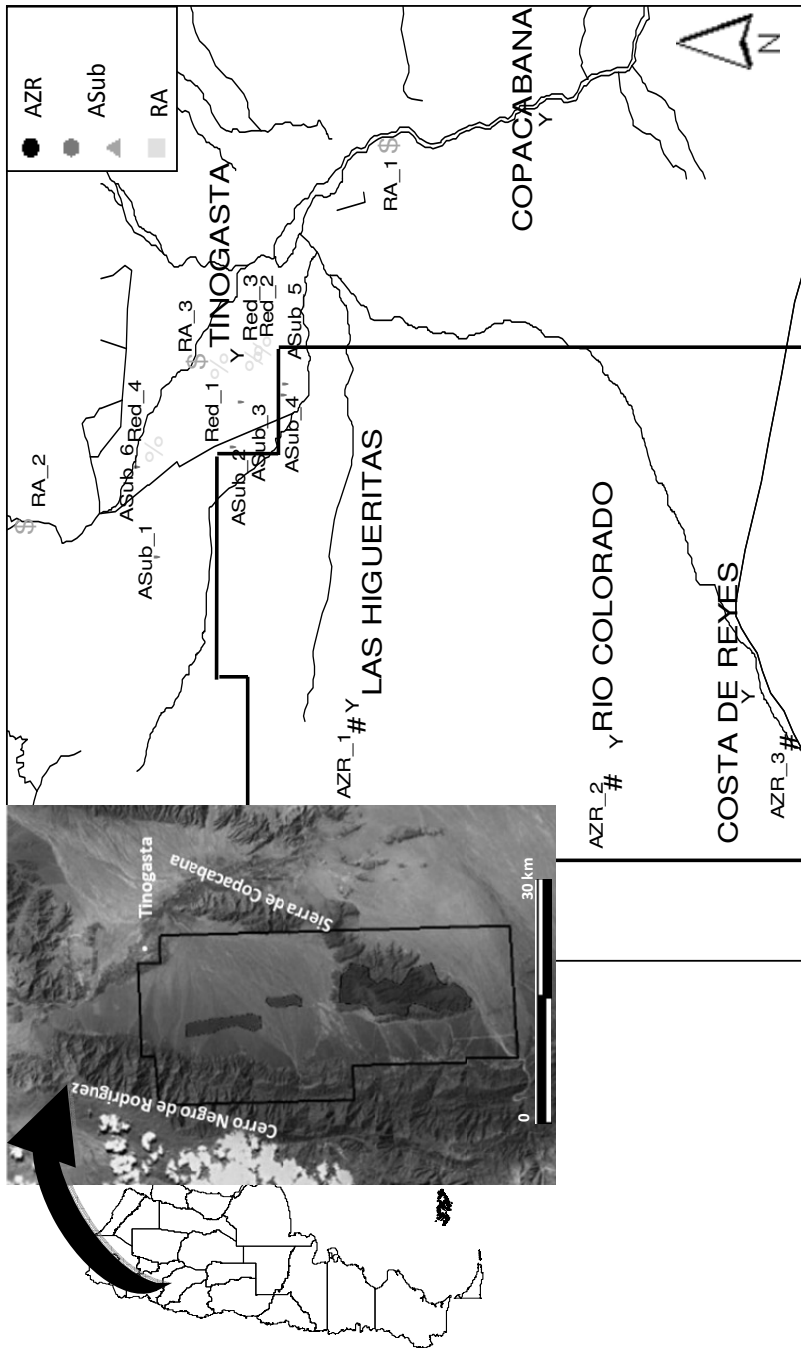 AZR
ASub
RA
RA_2
ASub_6
Red_4
ASub_1
RA_3
TINOGASTA
Red_1
Y
Red_3
Red_2
ASub_2
ASub_3
ASub_4
ASub_5
RA_1
COPACABANA
Y
N
AZR_1
#
Y
LAS HIGUERITAS
AZR_2
#
Y
RIO COLORADO
COSTA DE REYES
Y
AZR_3
#
$
$
$
%
%
%
%
Tinogasta
Sierra de Copacabana
Cerro Negro de Rodríguez
0
30 km